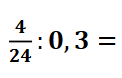 4/24 : 0,3 =